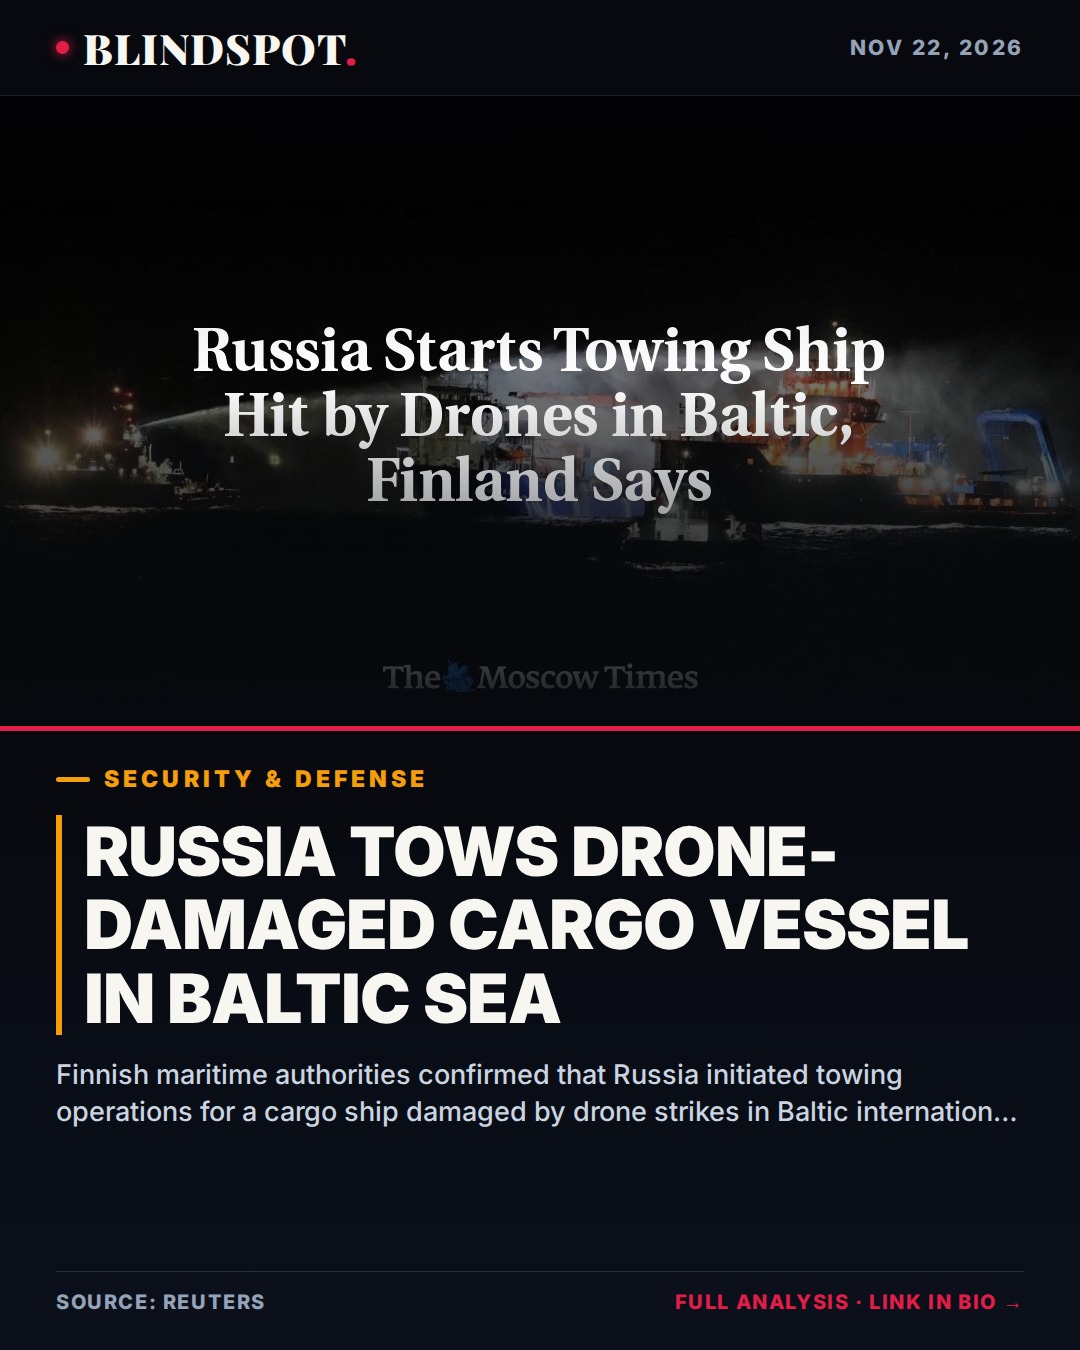 BLINDSPOT.
NOV 22, 2026
Russia Starts Towing Ship
Hit by Drones in Baltic,
Finland Says
The Moscow Times
SECURITY & DEFENSE
RUSSIA TOWS DRONE-
DAMAGED CARGO VESSEL
IN BALTIC SEA
Finnish maritime authorities confirmed that Russia initiated towing
operations for a cargo ship damaged by drone strikes in Baltic internation...
SOURCE: REUTERS
FULL ANALYSIS · LINK IN BIO →